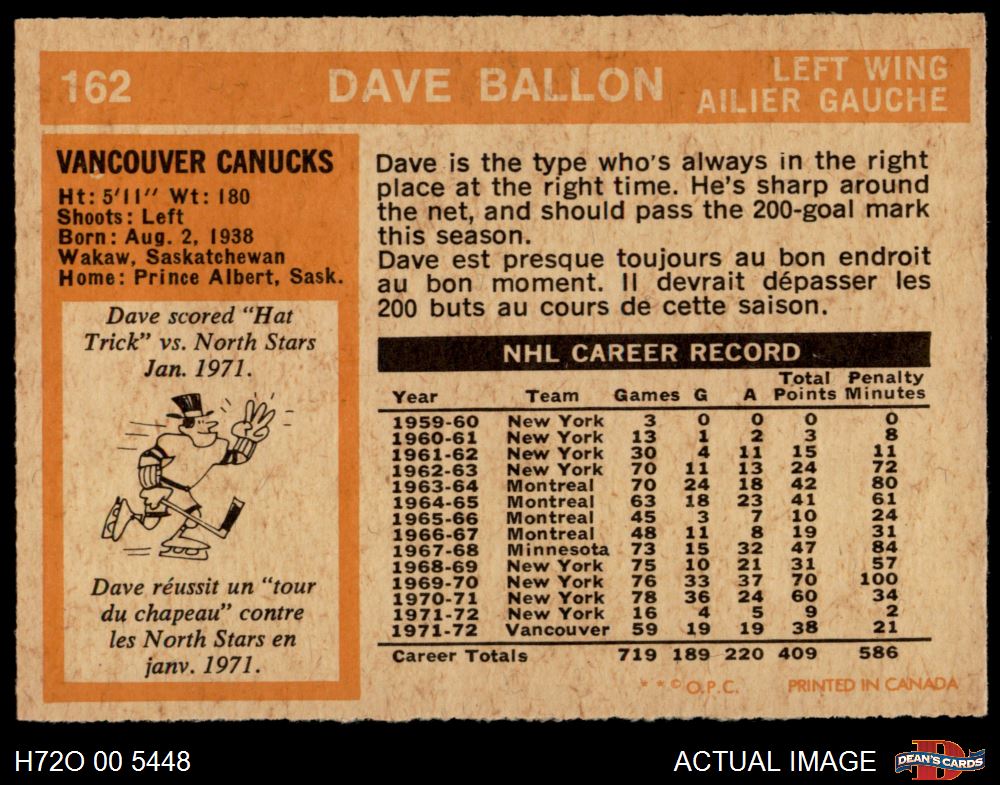 162 DAVE BALLON LEFT WING
AILIER GAUCHE
VANCOUVER CANUCKS
Ht: 5'11" Wt: 180
Shoots: Left
Born: Aug. 2, 1938
Wakaw, Saskatchewan
Home: Prince Albert, Sask.
Dave scored "Hat
Trick" vs. North Stars
Jan. 1971.
Dave réussit un "tour
du chapeau" contre
les North Stars en
janv. 1971.
Dave is the type who's always in the right
place at the right time. He's sharp around
the net, and should pass the 200-goal mark
this season.
Dave est presque toujours au bon endroit
au bon moment. Il devrait dépasser les
200 buts au cours de cette saison.
NHL CAREER RECORD
Year Team Games G A Total Points Penalty Minutes
1959-60 New York 3 0 0 0 0
1960-61 New York 13 1 2 3 8
1961-62 New York 30 4 11 15 11
1962-63 New York 70 11 13 24 72
1963-64 Montreal 70 24 18 42 80
1964-65 Montreal 63 18 23 41 61
1965-66 Montreal 45 3 7 10 24
1966-67 Montreal 48 11 8 19 31
1967-68 Minnesota 73 15 32 47 84
1968-69 New York 75 10 21 31 57
1969-70 New York 76 33 37 70 100
1970-71 New York 78 36 24 60 34
1971-72 New York 16 4 5 9 2
1971-72 Vancouver 59 19 19 38 21
Career Totals 719 189 220 409 586
* * © O.P.C. PRINTED IN CANADA
H72O 00 5448 ACTUAL IMAGE DEAN'S CARDS